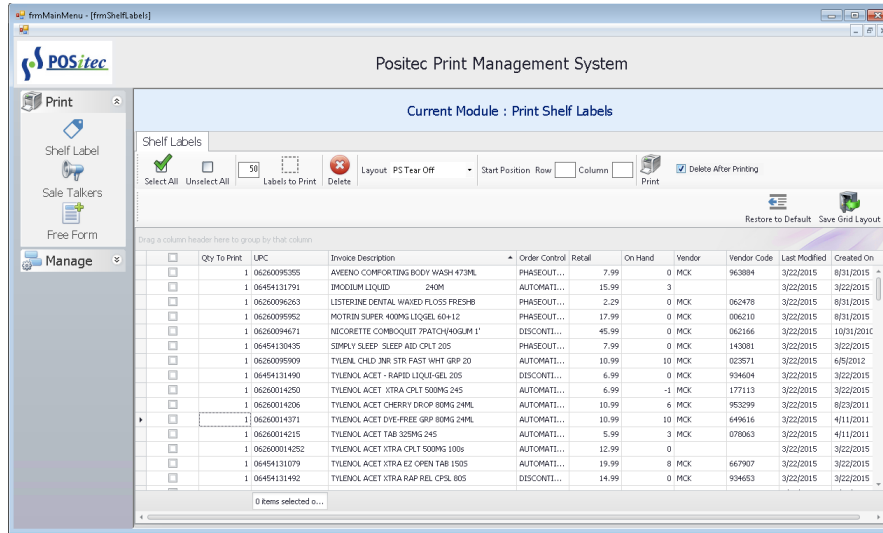 frmMainMenu - [frmShelfLabels]
POSitec
Positec Print Management System
Print
Shelf Label
Sale Talkers
Free Form
Manage
Current Module : Print Shelf Labels
Shelf Labels
Select All Unselect All 50 Labels to Print Delete Layout PS Tear Off Start Position Row Column Print Delete After Printing
Restore to Default Save Grid Layout
Drag a column header here to group by that column
Qty To Print UPC Invoice Description Order Control Retail On Hand Vendor Vendor Code Last Modified Created On
1 06260095355 AVEENO COMFORTING BODY WASH 473ML PHASEOUT... 7.99 0 MCK 963884 3/22/2015 8/31/2015
1 06454131791 IMODIUM LIQUID 240M AUTOMATI... 15.99 3 3/22/2015 3/22/2015
1 06260096263 LISTERINE DENTAL WAXED FLOSS FRESHB PHASEOUT... 2.29 0 MCK 062478 3/22/2015 8/31/2015
1 06260095952 MOTRIN SUPER 400MG LIQGEL 60+12 PHASEOUT... 17.99 0 MCK 006210 3/22/2015 8/31/2015
1 06260094671 NICORETTE COMBOQUIT 7PATCH/40GUM 1' DISCONTI... 45.99 0 MCK 062166 3/22/2015 10/31/2010
1 06454130435 SIMPLY SLEEP SLEEP AID CPLT 20S PHASEOUT... 7.99 0 MCK 143081 3/22/2015 3/22/2015
1 06260095909 TYLENL CHLD JNR STR FAST WHT GRP 20 AUTOMATI... 10.99 10 MCK 023571 3/22/2015 6/5/2012
1 06454131490 TYLENOL ACET - RAPID LIQUI-GEL 20S DISCONTI... 6.99 0 MCK 934604 3/22/2015 3/22/2015
1 06260014250 TYLENOL ACET XTRA CPLT 500MG 24S AUTOMATI... 6.99 -1 MCK 177113 3/22/2015 3/22/2015
1 06260014206 TYLENOL ACET CHERRY DROP 80MG 24ML AUTOMATI... 10.99 6 MCK 953299 3/22/2015 8/23/2011
1 06260014371 TYLENOL ACET DYE-FREE GRP 80MG 24ML AUTOMATI... 10.99 10 MCK 649616 3/22/2015 4/11/2011
1 06260014215 TYLENOL ACET TAB 325MG 24S AUTOMATI... 5.99 3 MCK 078063 3/22/2015 4/11/2011
1 062600014252 TYLENOL ACET XTRA CPLT 500MG 100s AUTOMATI... 12.99 0 3/22/2015 3/22/2015
1 06454131079 TYLENOL ACET XTRA EZ OPEN TAB 150S AUTOMATI... 19.99 8 MCK 667907 3/22/2015 3/22/2015
1 06454131492 TYLENOL ACET XTRA RAP REL CPSL 80S DISCONTI... 14.99 0 MCK 934653 3/22/2015 3/22/2015
0 items selected o...